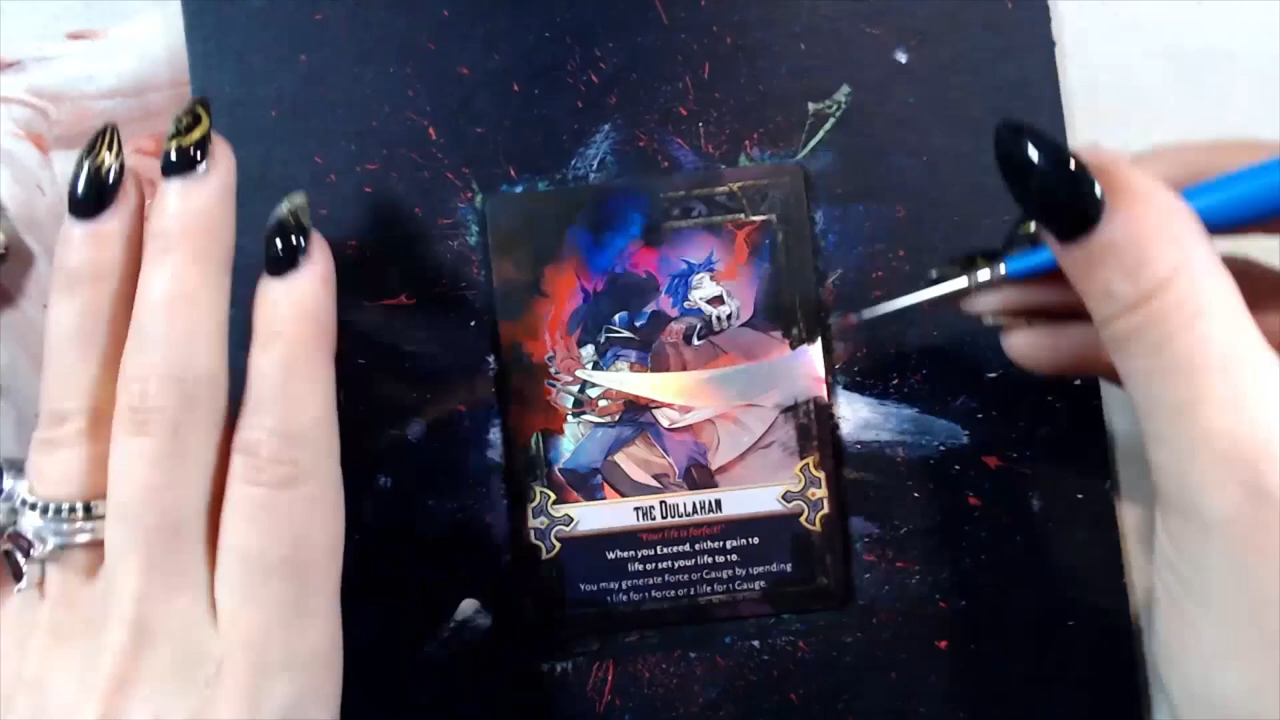 THE DULLAHAN
"Your life is forfeit!"
When you Exceed, either gain 10
life or set your life to 10.
You may generate Force or Gauge by spending
1 life for 1 Force or 2 life for 1 Gauge.